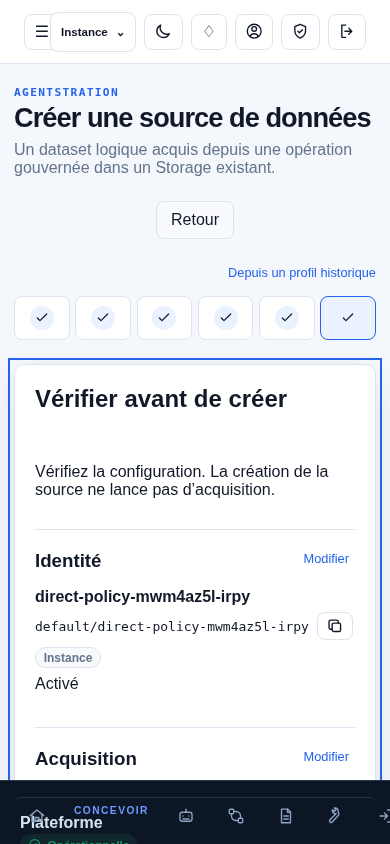 Instance
AGENTSTRATION
Créer une source de données
Un dataset logique acquis depuis une opération
gouvernée dans un Storage existant.
Retour
Depuis un profil historique
Vérifier avant de créer
Vérifiez la configuration. La création de la
source ne lance pas d’acquisition.
Identité
Modifier
direct-policy-mwm4az5l-irpy
default/direct-policy-mwm4az5l-irpy
Instance
Activé
Acquisition
Modifier
CONCEVOIR
Plateforme
Opérationnelle